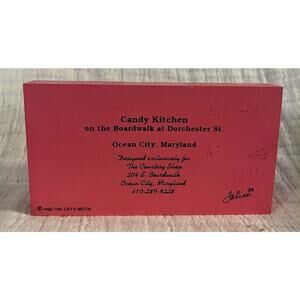 Candy Kitchen
on the Boardwalk at Dorchester St.
Ocean City, Maryland
Designed exclusively for
The Courtesy Shop
204 S. Boardwalk
Ocean City, Maryland
410-289-9228
Faline
© THE CAT'S MEOW